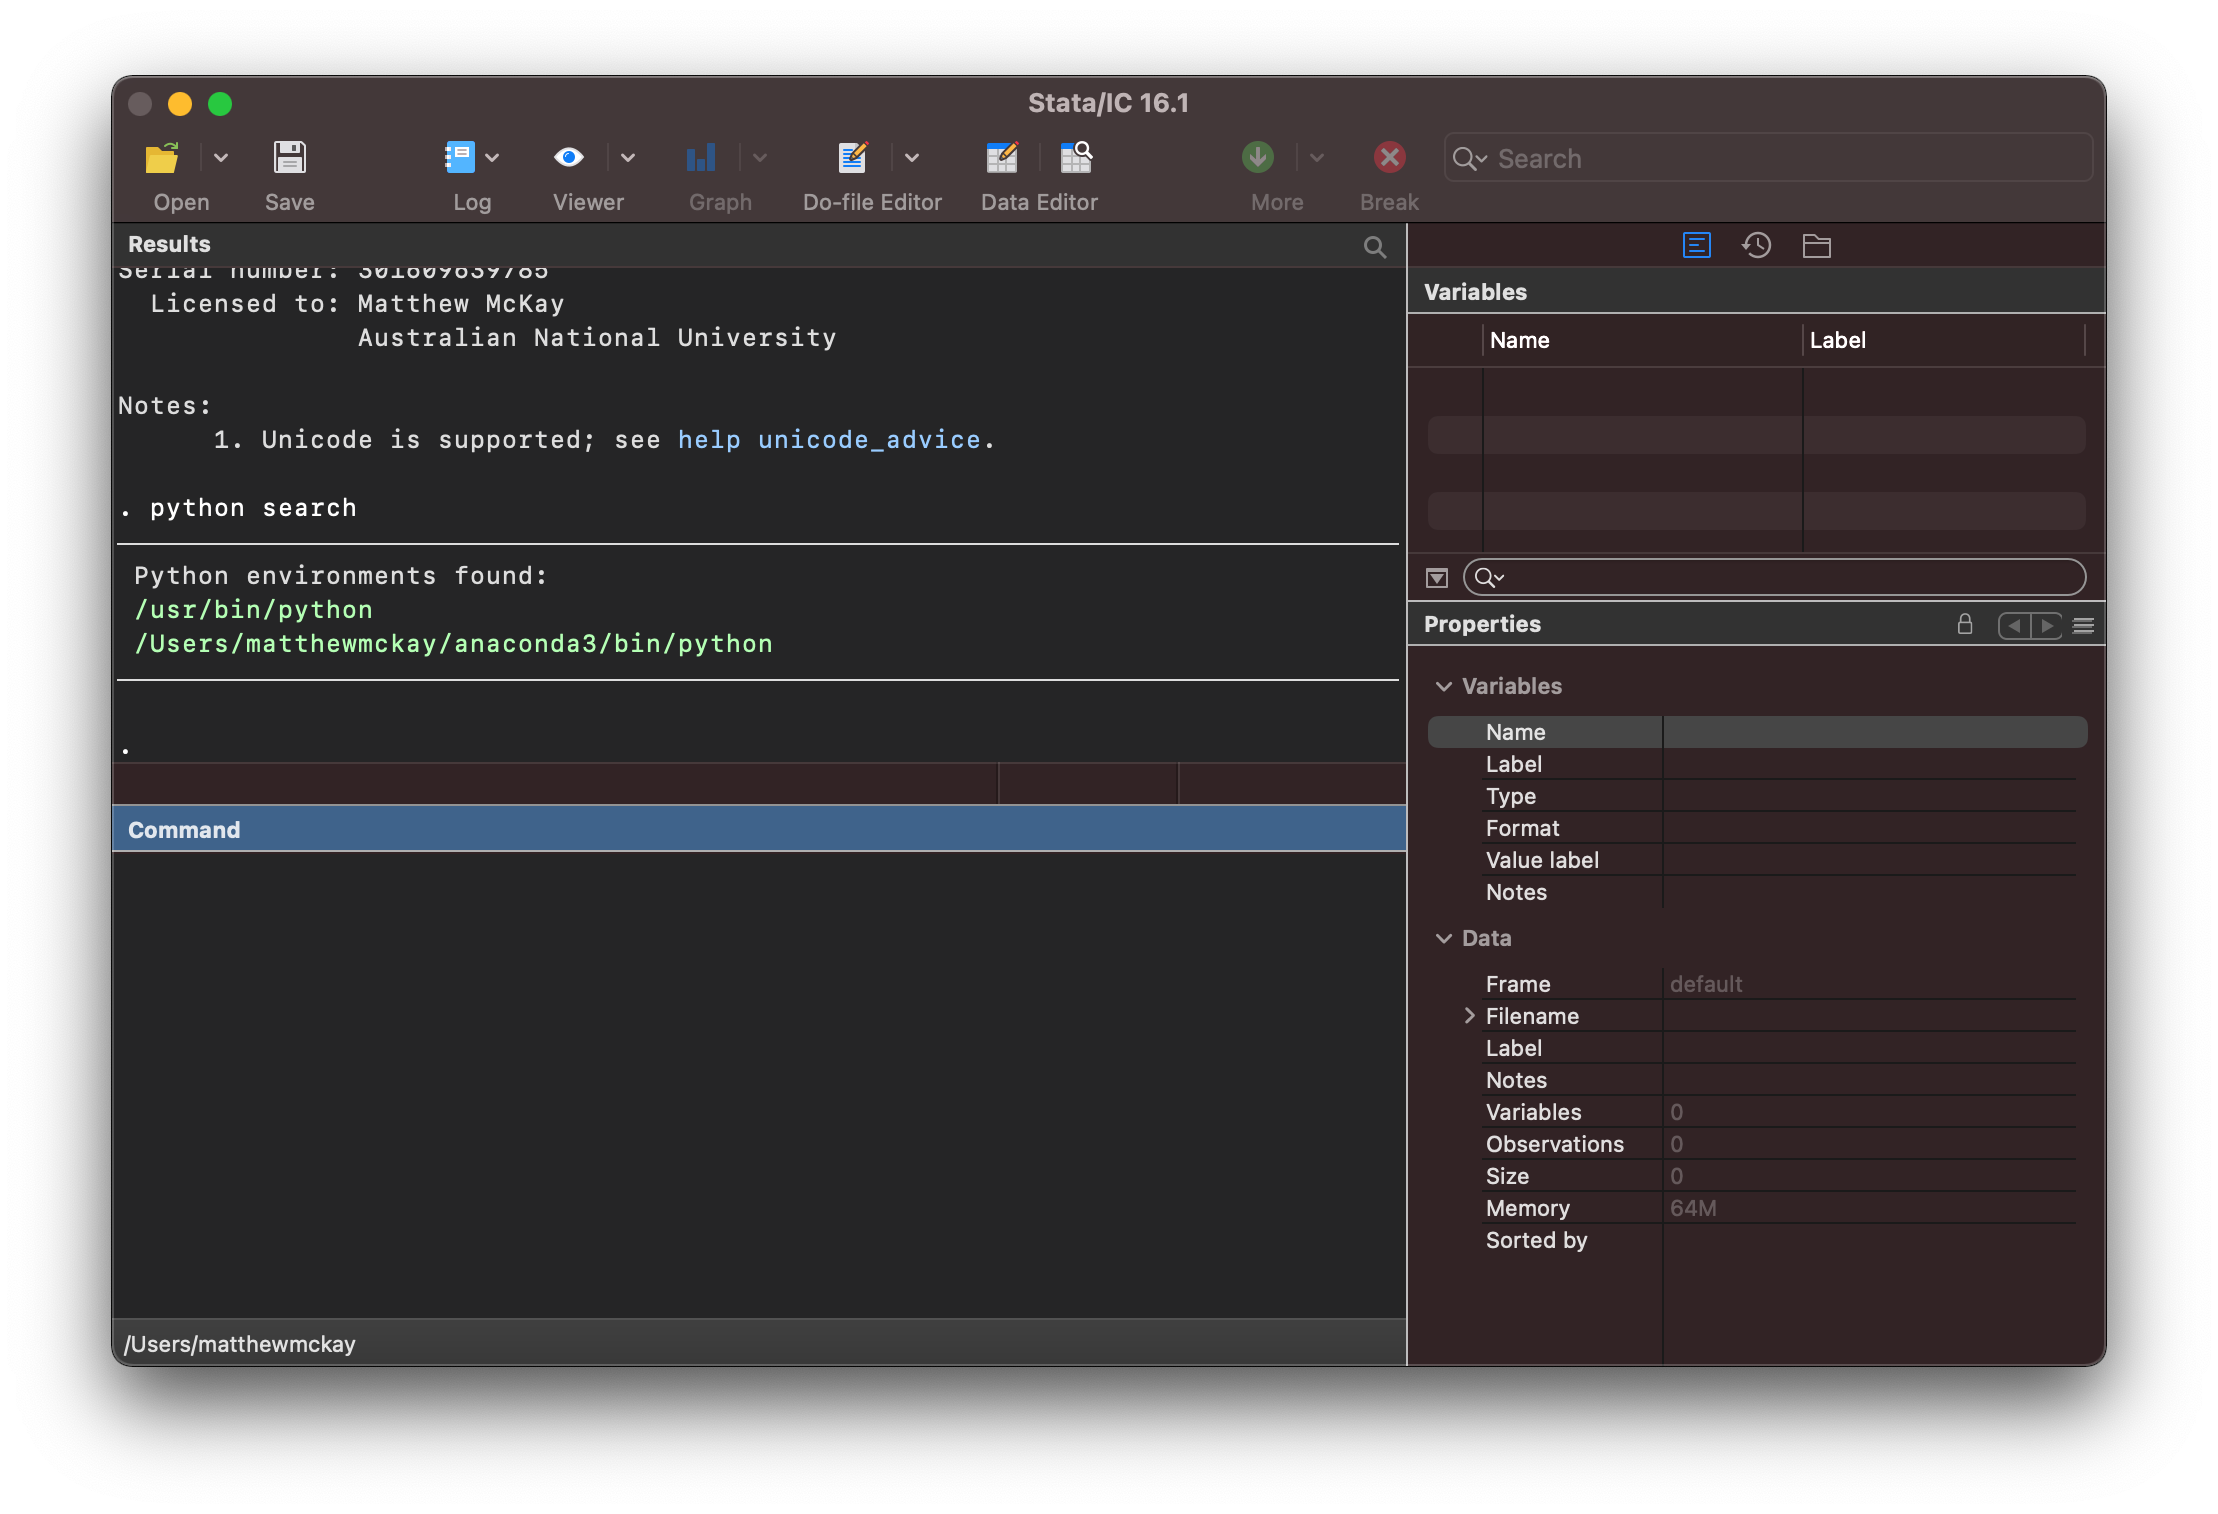 Stata/IC 16.1
Open
Save
Log
Viewer
Graph
Do-file Editor
Data Editor
More
Break
Search
Results
Serial number: 301609639785
Licensed to: Matthew McKay
Australian National University
Notes:
1. Unicode is supported; see help unicode_advice.
. python search
Python environments found:
/usr/bin/python
/Users/matthewmckay/anaconda3/bin/python
.
Command
/Users/matthewmckay
Variables
Name Label
Properties
Variables
Name
Label
Type
Format
Value label
Notes
Data
Frame default
Filename
Label
Notes
Variables 0
Observations 0
Size 0
Memory 64M
Sorted by